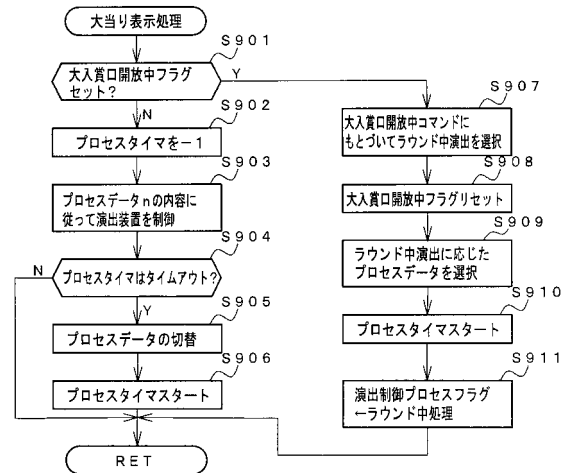 大当り表示処理
S901
大入賞口開放中フラグ
セット?
Y
N
S902
プロセスタイマを-1
S903
プロセスデータnの内容に
従って演出装置を制御
S904
N
プロセスタイマはタイムアウト?
Y
S905
プロセスデータの切替
S906
プロセスタイマスタート
RET
S907
大入賞口開放中コマンドに
もとづいてラウンド中演出を選択
S908
大入賞口開放中フラグリセット
S909
ラウンド中演出に応じた
プロセスデータを選択
S910
プロセスタイマスタート
S911
演出制御プロセスフラグ
←ラウンド中処理